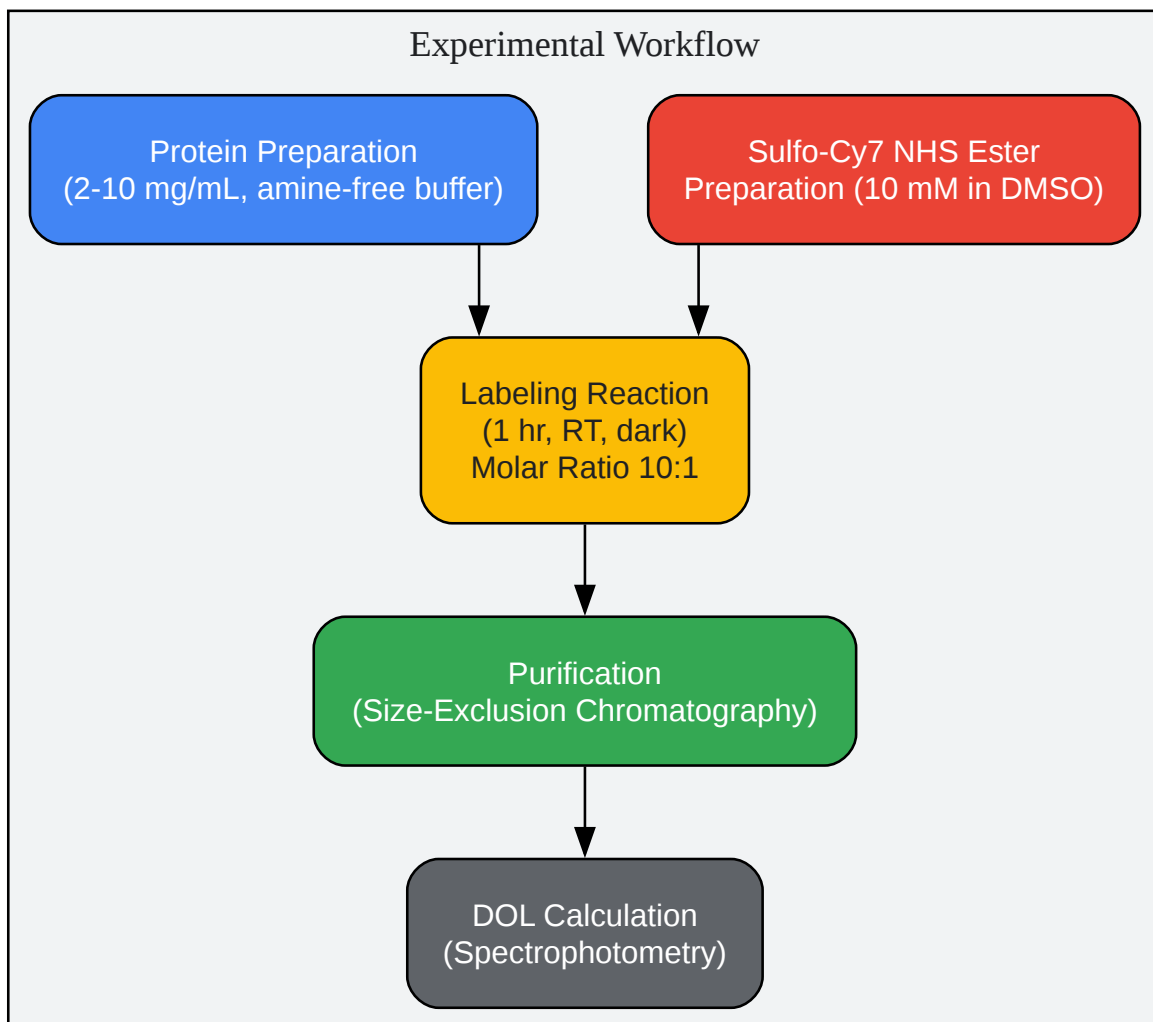 Experimental Workflow
Protein Preparation
(2-10 mg/mL, amine-free buffer)
Sulfo-Cy7 NHS Ester
Preparation (10 mM in DMSO)
Labeling Reaction
(1 hr, RT, dark)
Molar Ratio 10:1
Purification
(Size-Exclusion Chromatography)
DOL Calculation
(Spectrophotometry)